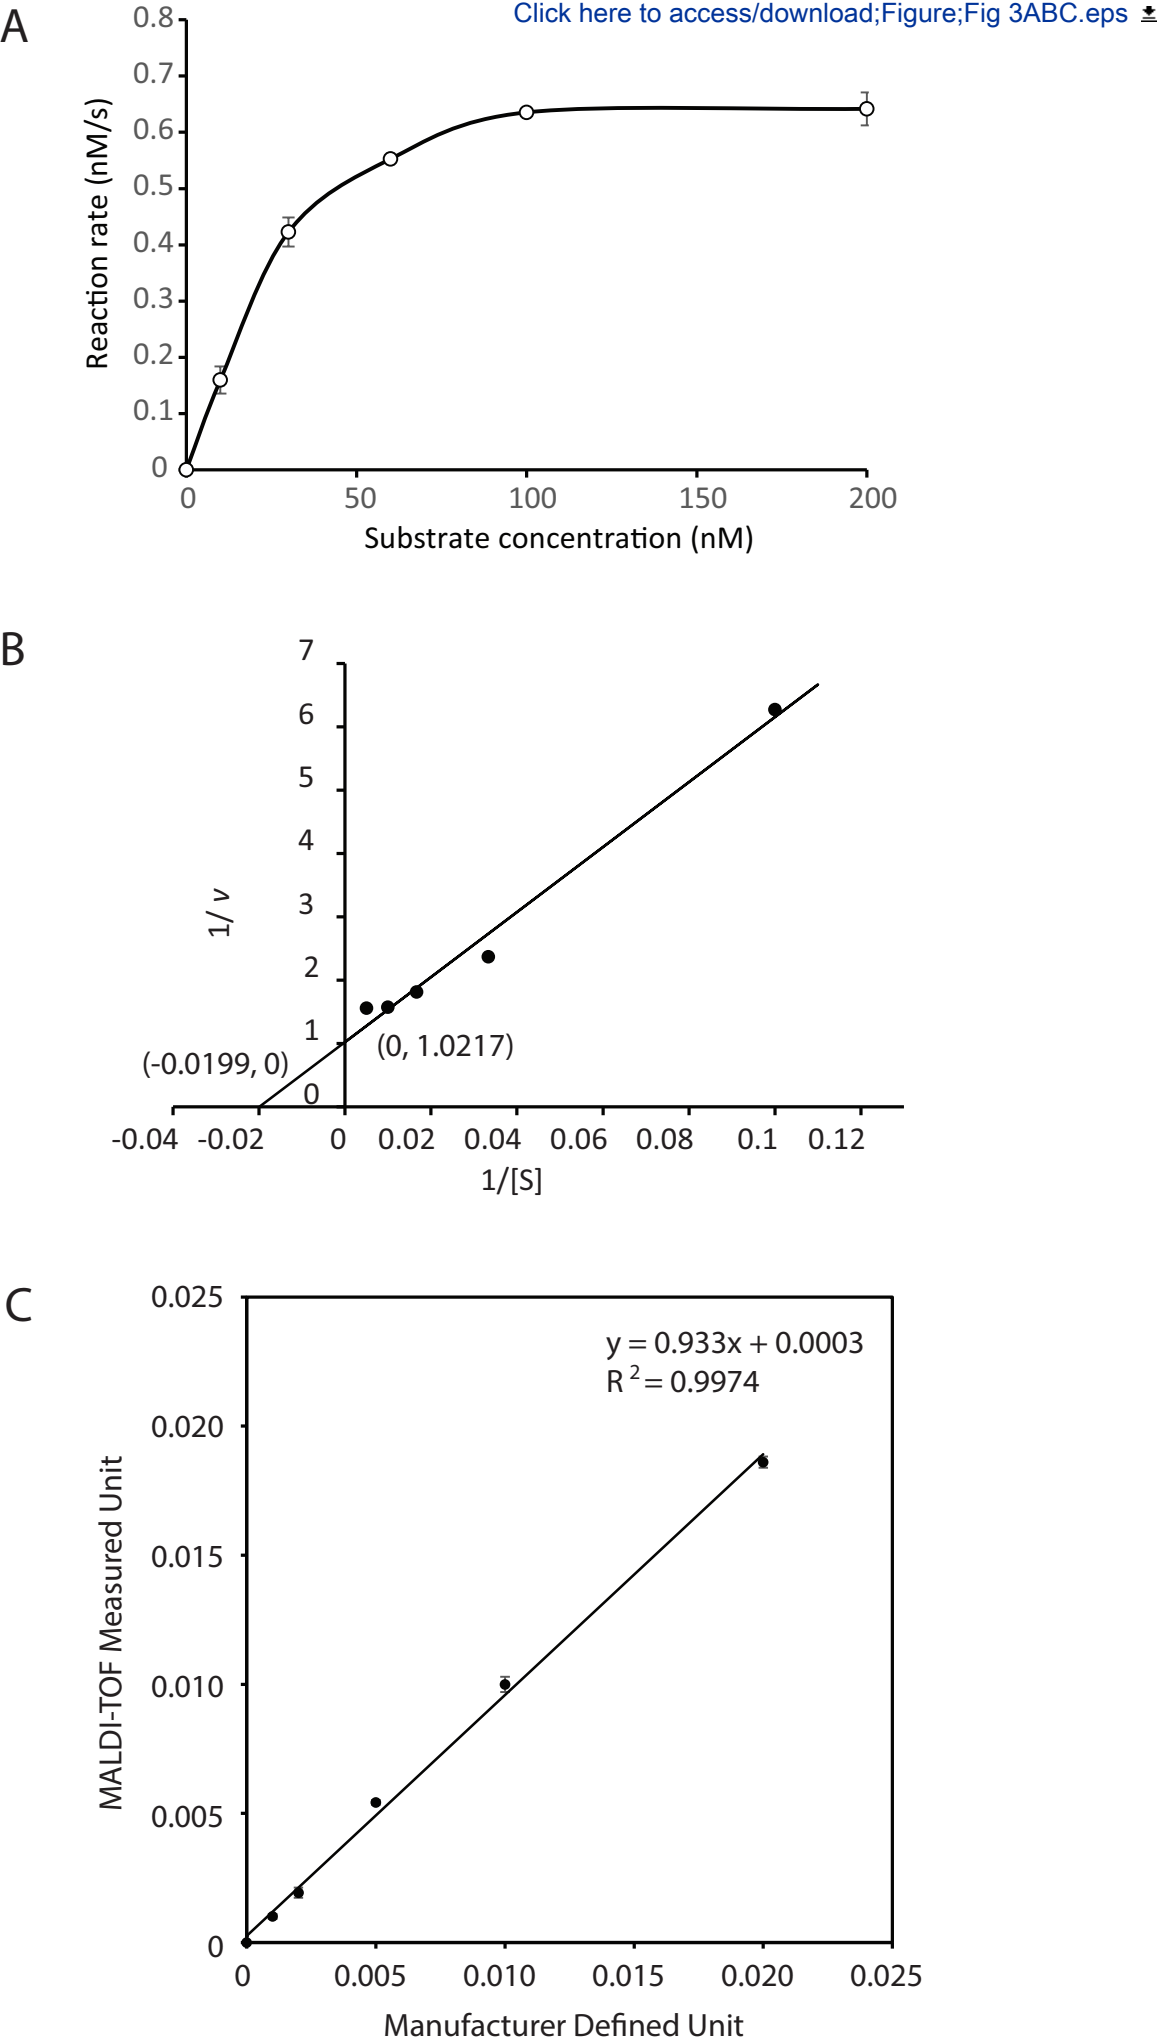 Click here to access/download;Figure;Fig 3ABC.eps
A
0.8
0.7
0.6
0.5
0.4
0.3
0.2
0.1
0
Reaction rate (nM/s)
0 50 100 150 200
Substrate concentration (nM)
B
7
6
5
4
3
2
1
0
1/ v
(0, 1.0217)
(-0.0199, 0)
-0.04 -0.02 0 0.02 0.04 0.06 0.08 0.1 0.12
1/[S]
C
0.025
0.020
0.015
0.010
0.005
0
MALDI-TOF Measured Unit
y = 0.933x + 0.0003
R 2 = 0.9974
0 0.005 0.010 0.015 0.020 0.025
Manufacturer Defined Unit